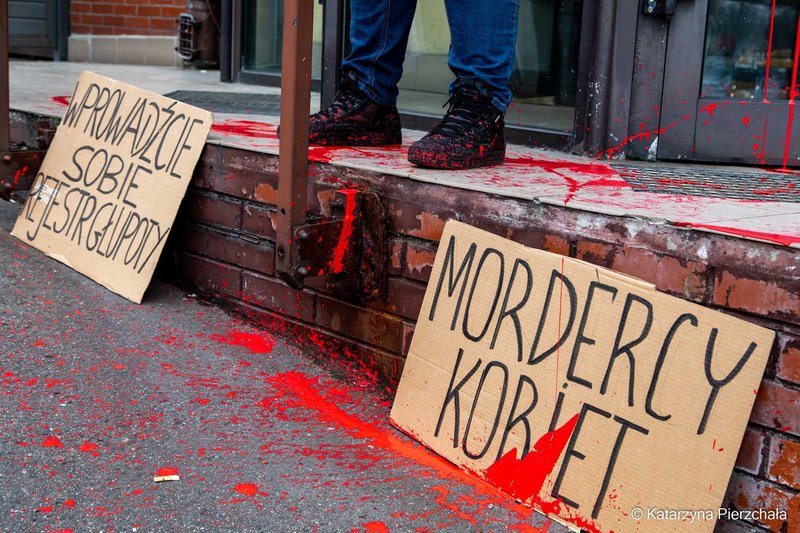 WPROWADŹCIE
SOBIE
REJESTR GŁUPOTY
MORDERCY
KOBIET
© Katarzyna Pierzchała